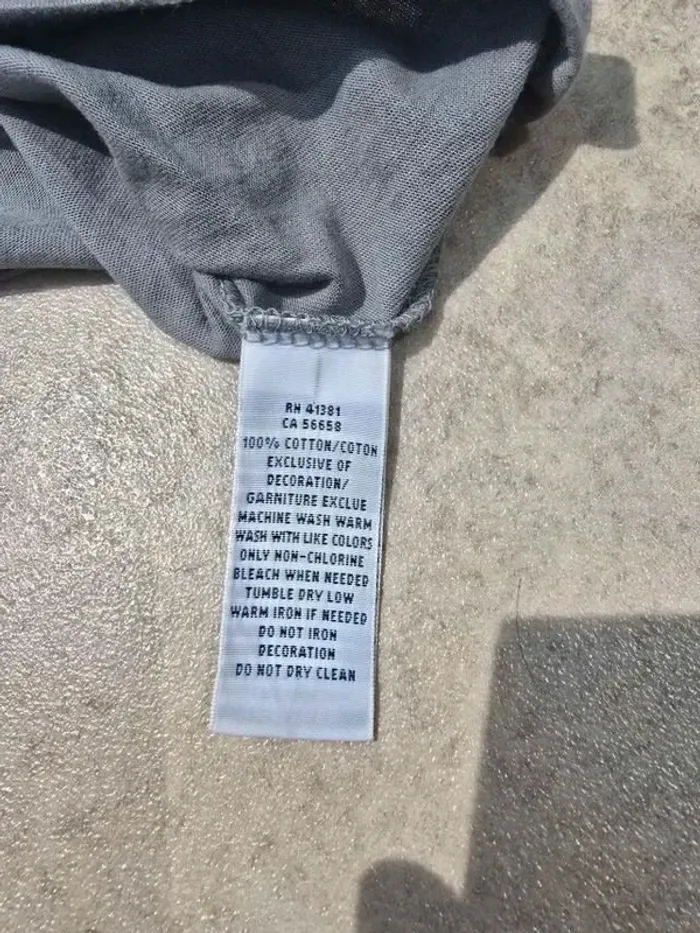 RN 41381
CA 56658
100% COTTON/COTON
EXCLUSIVE OF
DECORATION/
GARNITURE EXCLUE
MACHINE WASH WARM
WASH WITH LIKE COLORS
ONLY NON-CHLORINE
BLEACH WHEN NEEDED
TUMBLE DRY LOW
WARM IRON IF NEEDED
DO NOT IRON
DECORATION
DO NOT DRY CLEAN